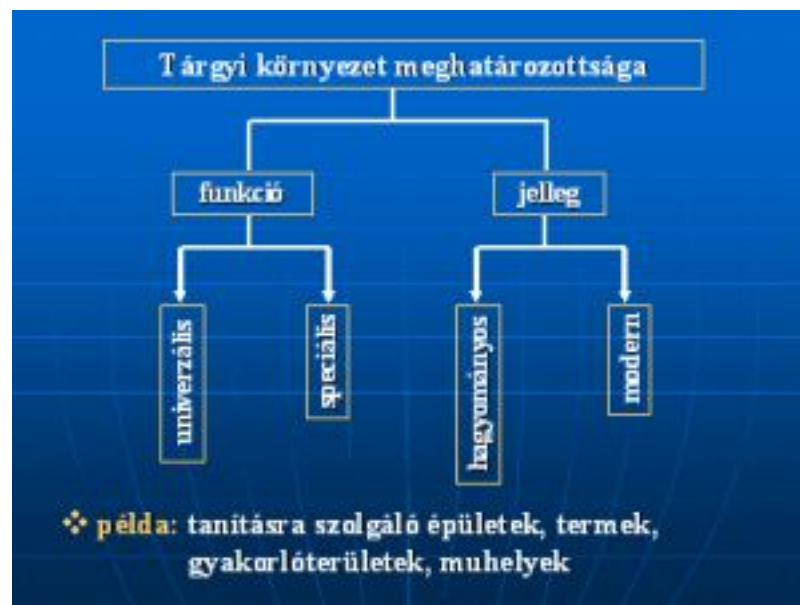 Tárgyi környezet meghatározottsága
funkció
jelleg
univerzális
speciális
hagyományos
modern
példa: tanításra szolgáló épületek, termek,
gyakorlóterületek, muhelyek